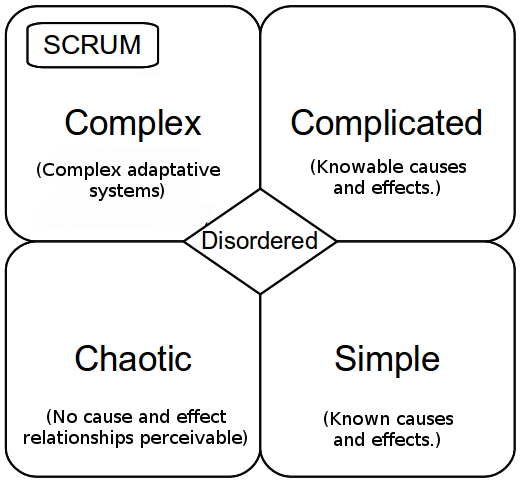 SCRUM
Complex
(Complex adaptative
systems)
Complicated
(Knowable causes
and effects.)
Disordered
Chaotic
(No cause and effect
relationships perceivable)
Simple
(Known causes
and effects.)